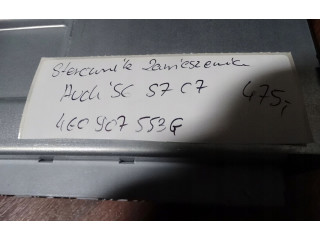 Sterownik Zawieszenia
Audi S6 S7 C7 475,-
4G0 907 553G